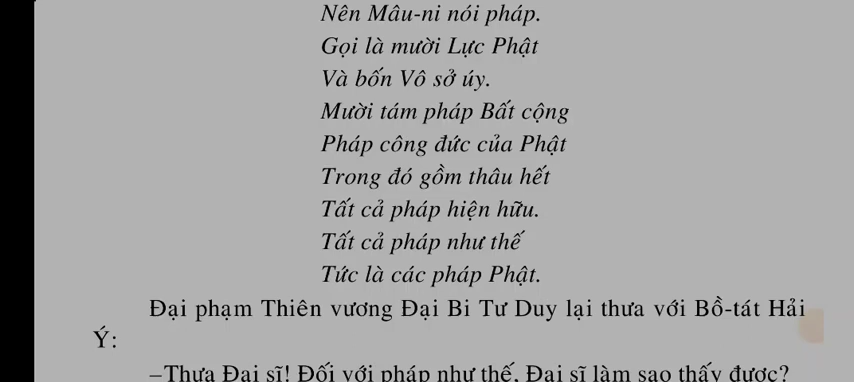 Nên Mâu-ni nói pháp.
Gọi là mười Lực Phật
Và bốn Vô sở úy.
Mười tám pháp Bất cộng
Pháp công đức của Phật
Trong đó gồm thâu hết
Tất cả pháp hiện hữu.
Tất cả pháp như thế
Tức là các pháp Phật.
Đại phạm Thiên vương Đại Bi Tư Duy lại thưa với Bồ-tát Hải
Ý:
–Thưa Đại sĩ! Đối với pháp như thế, Đại sĩ làm sao thấy được?